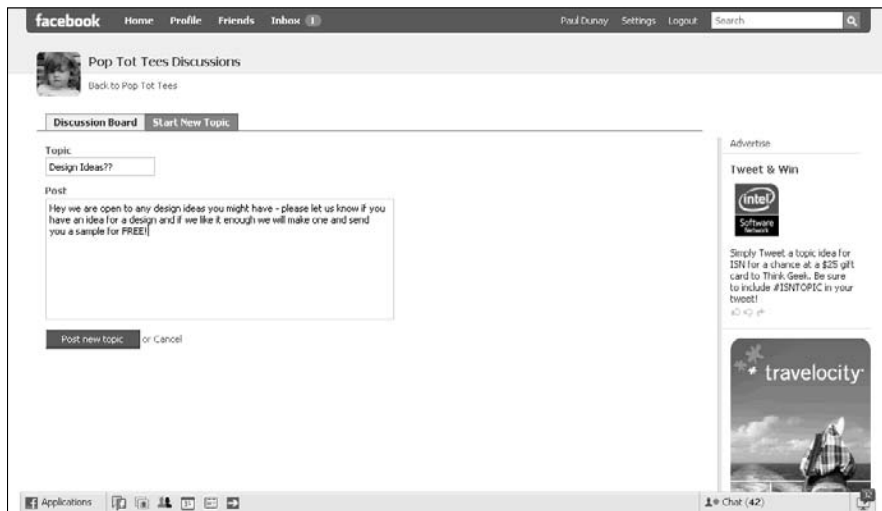 facebook Home Profile Friends Inbox 1 Paul Dunay Settings Logout Search
Pop Tot Tees Discussions
Back to Pop Tot Tees
Discussion Board Start New Topic
Topic
Design Ideas??
Post
Hey we are open to any design ideas you might have - please let us know if you
have an idea for a design and if we like it enough we will make one and send
you a sample for FREE!
Post new topic or Cancel
Advertise
Tweet & Win
intel
Software
Network
Simply Tweet a topic idea for
ISN for a chance at a $25 gift
card to Think Geek. Be sure
to include #ISNTOPIC in your
tweet!
travelocity
Applications 31 Chat (42)